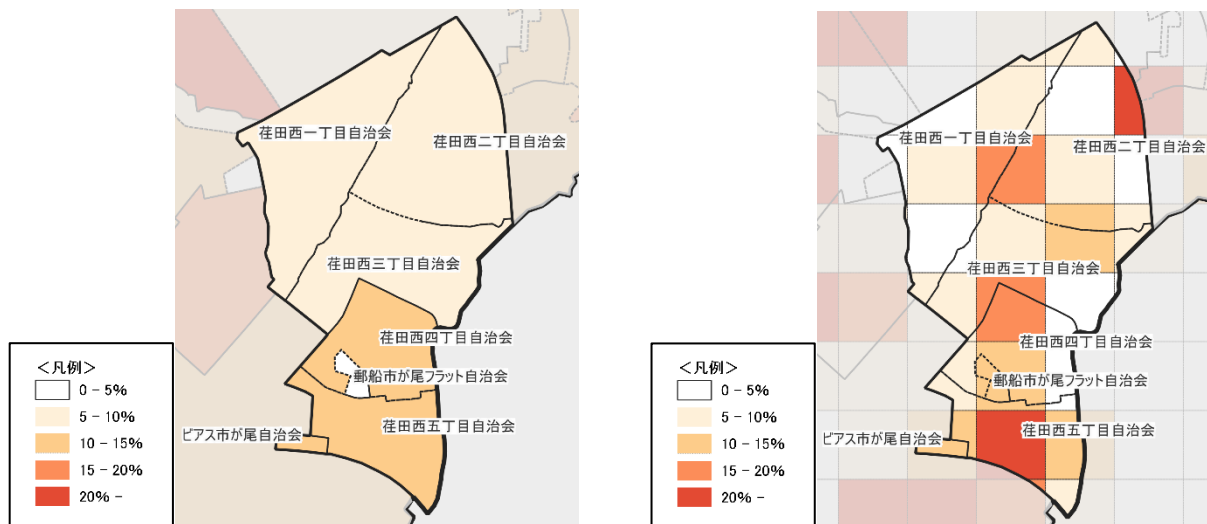 荏田西一丁目自治会
荏田西二丁目自治会
荏田西三丁目自治会
荏田西四丁目自治会
郵船市が尾フラット自治会
荏田西五丁目自治会
ピアス市が尾自治会
<凡例>
0 - 5%
5 - 10%
10 - 15%
15 - 20%
20% -
荏田西一丁目自治会
荏田西二丁目自治会
荏田西三丁目自治会
荏田西四丁目自治会
郵船市が尾フラット自治会
荏田西五丁目自治会
ピアス市が尾自治会
<凡例>
0 - 5%
5 - 10%
10 - 15%
15 - 20%
20% -